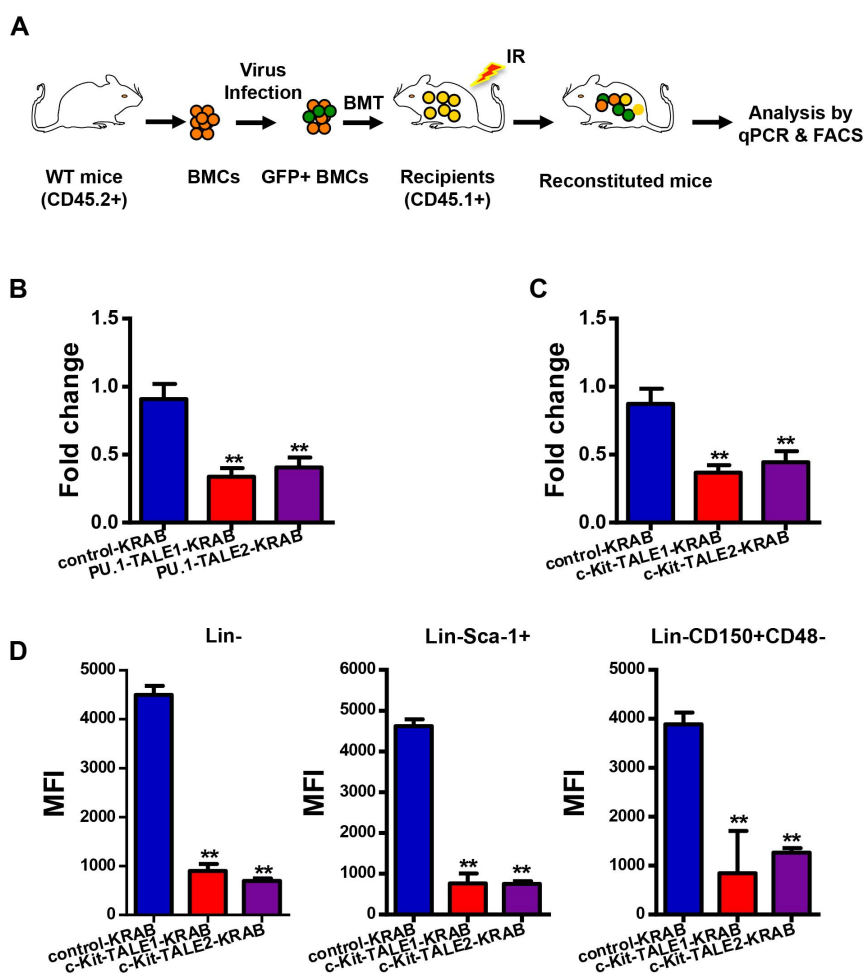 A
Virus
Infection
BMT
IR
Analysis by
qPCR & FACS
WT mice
(CD45.2+)
BMCs
GFP+ BMCs
Recipients
(CD45.1+)
Reconstituted mice
B
Fold change
1.5
1.0
0.5
0.0
**
**
control-KRAB
PU.1-TALE1-KRAB
PU.1-TALE2-KRAB
C
Fold change
1.5
1.0
0.5
0.0
**
**
control-KRAB
c-Kit-TALE1-KRAB
c-Kit-TALE2-KRAB
D
Lin-
MFI
5000
4000
3000
2000
1000
0
**
**
control-KRAB
c-Kit-TALE1-KRAB
c-Kit-TALE2-KRAB
Lin-Sca-1+
MFI
6000
5000
4000
3000
2000
1000
0
**
**
control-KRAB
c-Kit-TALE1-KRAB
c-Kit-TALE2-KRAB
Lin-CD150+CD48-
MFI
5000
4000
3000
2000
1000
0
**
**
control-KRAB
c-Kit-TALE1-KRAB
c-Kit-TALE2-KRAB